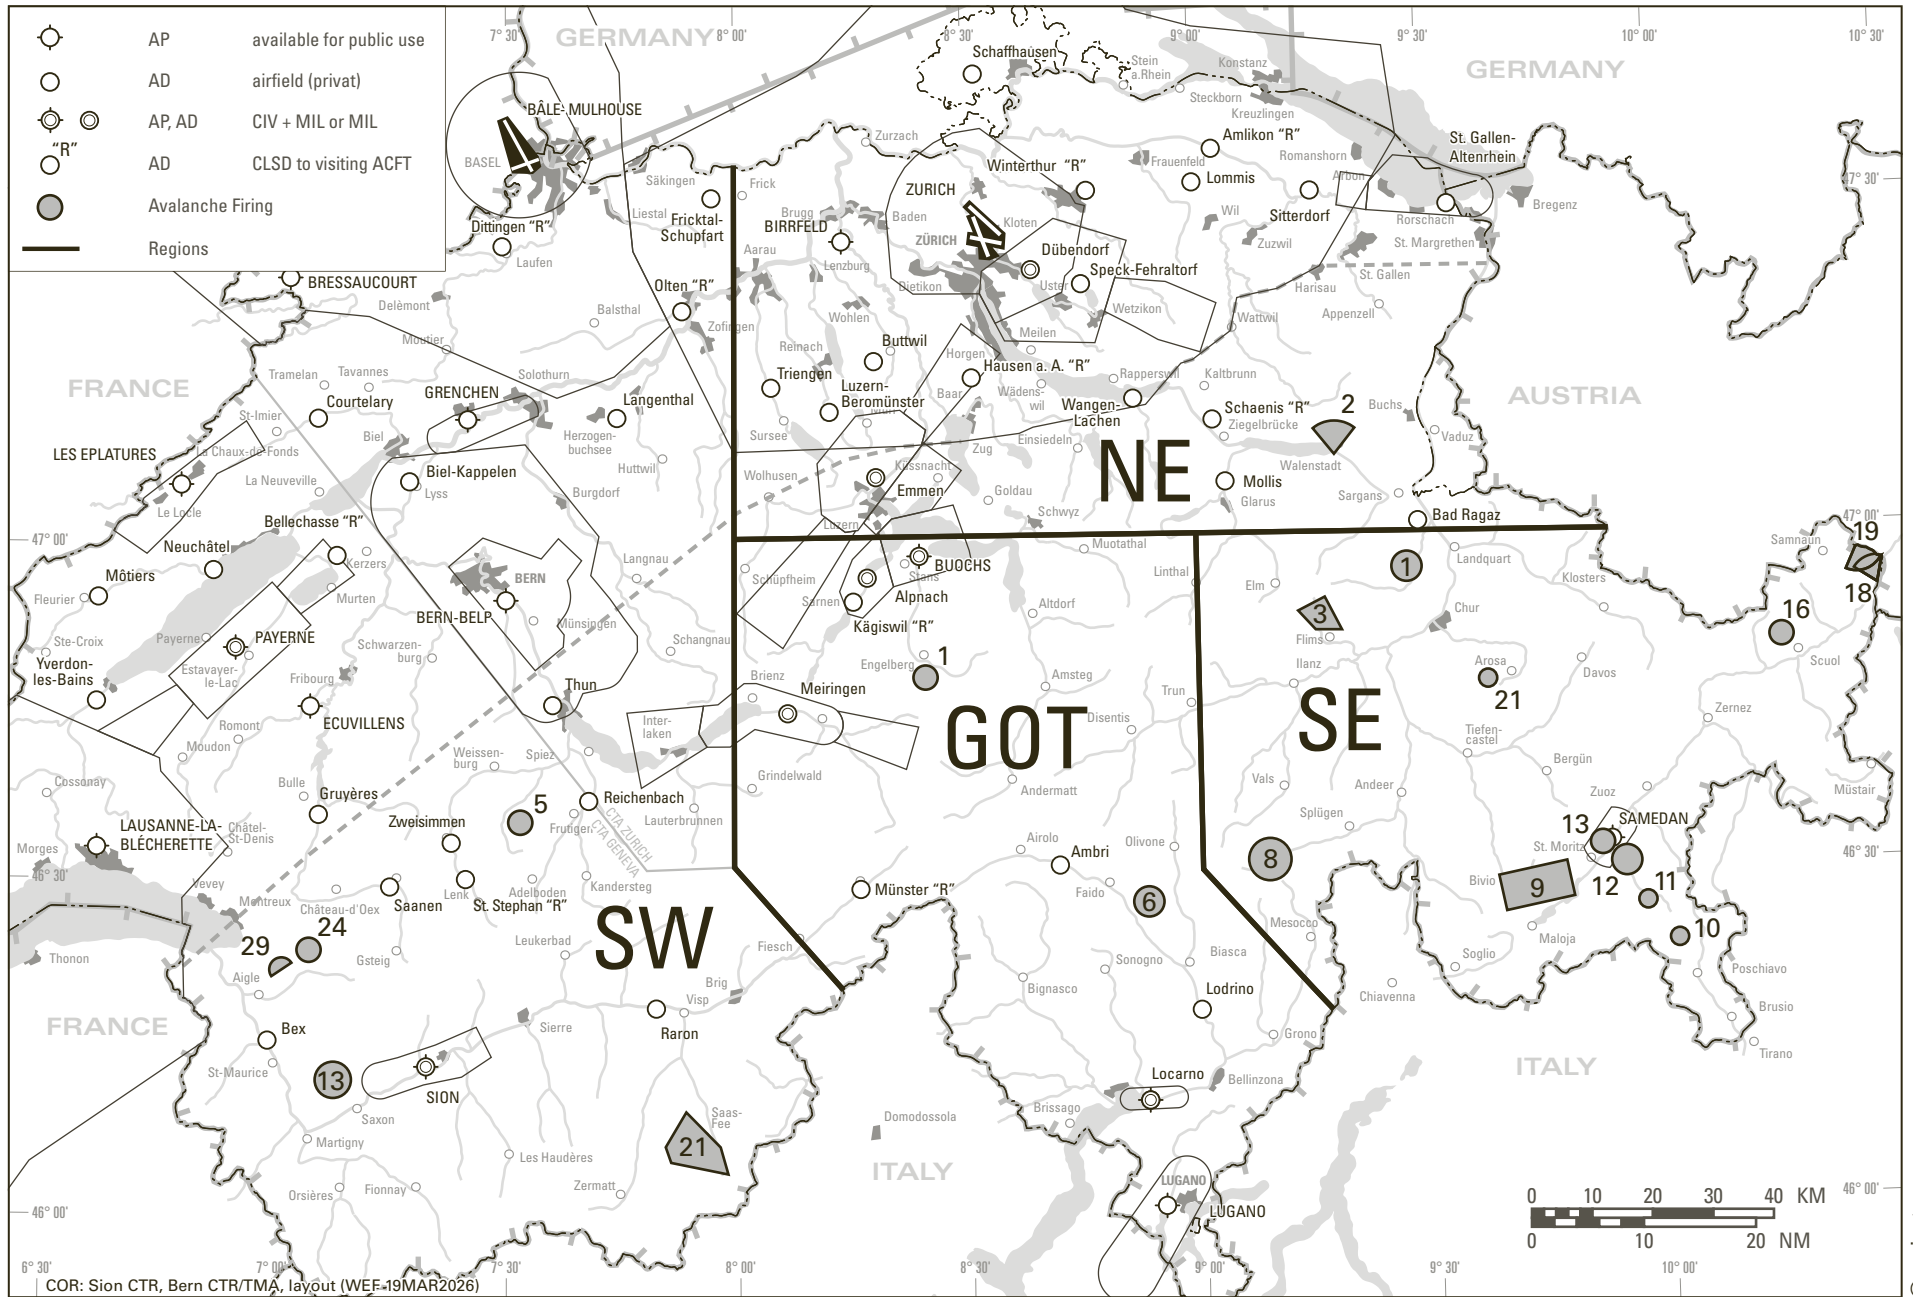 AP available for public use
AD airfield (privat)
AP, AD CIV + MIL or MIL
"R"
AD CLSD to visiting ACFT
Avalanche Firing
Regions
7° 30'
GERMANY
8° 00'
8° 30'
9° 00'
9° 30'
10° 00'
10° 30'
GERMANY
Schaffhausen
Stein
a.Rhein
Konstanz
Steckborn
Kreuzlingen
BÂLE-MULHOUSE
BASEL
Zurzach
Amlikon "R"
Romanshorn
St. Gallen-
Altenrhein
Säkingen
Frick
Winterthur "R"
Frauenfeld
Lommis
Arbon
47° 30'
Liestal
Fricktal-
Schupfart
ZURICH
Brugg
BIRRFELD
Baden
Kloten
ZÜRICH
Wil
Sitterdorf
Rorschach
Bregenz
Dittingen "R"
Laufen
Aarau
Lenzburg
Dübendorf
Zuzwil
St. Margrethen
BRESSAUCOURT
Delèmont
Olten "R"
Dietikon
Uster
Speck-Fehraltorf
St. Gallen
Harisau
Balsthal
Zofingen
Wohlen
Wetzikon
Wattwil
Appenzell
Moutier
Reinach
Buttwil
Meilen
Horgen
FRANCE
Tramelan
Tavannes
Solothurn
Triengen
Hausen a. A. "R"
Rapperswil
Kaltbrunn
AUSTRIA
Courtelary
GRENCHEN
Langenthal
Luzern-
Beromünster
Baar
Wädens-
wil
Wangen-
Lachen
Schaenis "R"
Ziegelbrücke
2
Buchs
St-Imier
Biel
Herzogen-
buchsee
Sursee
Zug
Einsiedeln
Vaduz
LES EPLATURES
La Chaux-de-Fonds
Huttwil
Wolhusen
Küssnacht
NE
Walenstadt
La Neuveville
Biel-Kappelen
Lyss
Burgdorf
Emmen
Goldau
Mollis
Glarus
Sargans
Le Locle
Bellechasse "R"
Luzern
Schwyz
Bad Ragaz
47° 00'
47° 00'
Neuchâtel
Kerzers
Langnau
Muotathal
Samnaun
19
Môtiers
Fleurier
BERN
Schüpfheim
Stans
BUOCHS
Linthal
Elm
1
Landquart
Klosters
18
Murten
BERN-BELP
Münsingen
Sarnen
Alpnach
Altdorf
3
Chur
16
Ste-Croix
Payerne
PAYERNE
Schwarzen-
burg
Schangnau
Kägiswil "R"
Flims
Scuol
Yverdon-
les-Bains
Estavayer-
le-Lac
Fribourg
Engelberg
1
Ilanz
Arosa
21
Davos
ECUVILLENS
Thun
Brienz
Meiringen
Amsteg
Trun
SE
Zernez
Romont
Moudon
Inter-
laken
GOT
Disentis
Tiefen-
castel
Cossonay
Weissen-
burg
Spiez
Grindelwald
Bergün
Bulle
Gruyères
Reichenbach
Andermatt
Vals
Andeer
Zuoz
Müstair
LAUSANNE-LA-
BLÉCHERETTE
Châtel-
St-Denis
Zweisimmen
5
Frutigen
Lauterbrunnen
CTA ZURICH
CTA GENEVA
Airolo
Olivone
Splügen
13
SAMEDAN
Morges
46° 30'
46° 30'
Ambri
8
St. Moritz
Vevey
Montreux
Château-d'Oex
Saanen
Lenk
St. Stephan "R"
Adelboden
Kandersteg
Münster "R"
Faido
6
Bivio
9
12
11
24
29
Leukerbad
SW
Fiesch
Mesocco
10
Thonon
Aigle
Gsteig
Sonogno
Biasca
Soglio
Maloja
Poschiavo
Brig
Visp
Bignasco
Lodrino
Chiavenna
Brusio
FRANCE
Bex
Sierre
Raron
Grono
Tirano
St-Maurice
13
SION
Locarno
Bellinzona
ITALY
Saxon
Saas-
Fee
Domodossola
Brissago
Martigny
21
ITALY
Les Haudères
LUGANO
Orsières
Fionnay
Zermatt
LUGANO
46° 00'
46° 00'
0 10 20 30 40 KM
0 10 20 NM
6° 30'
7° 00'
7° 30'
8° 00'
8° 30'
9° 00'
9° 30'
10° 00'
COR: Sion CTR, Bern CTR/TMA, layout (WEF 19MAR2026)